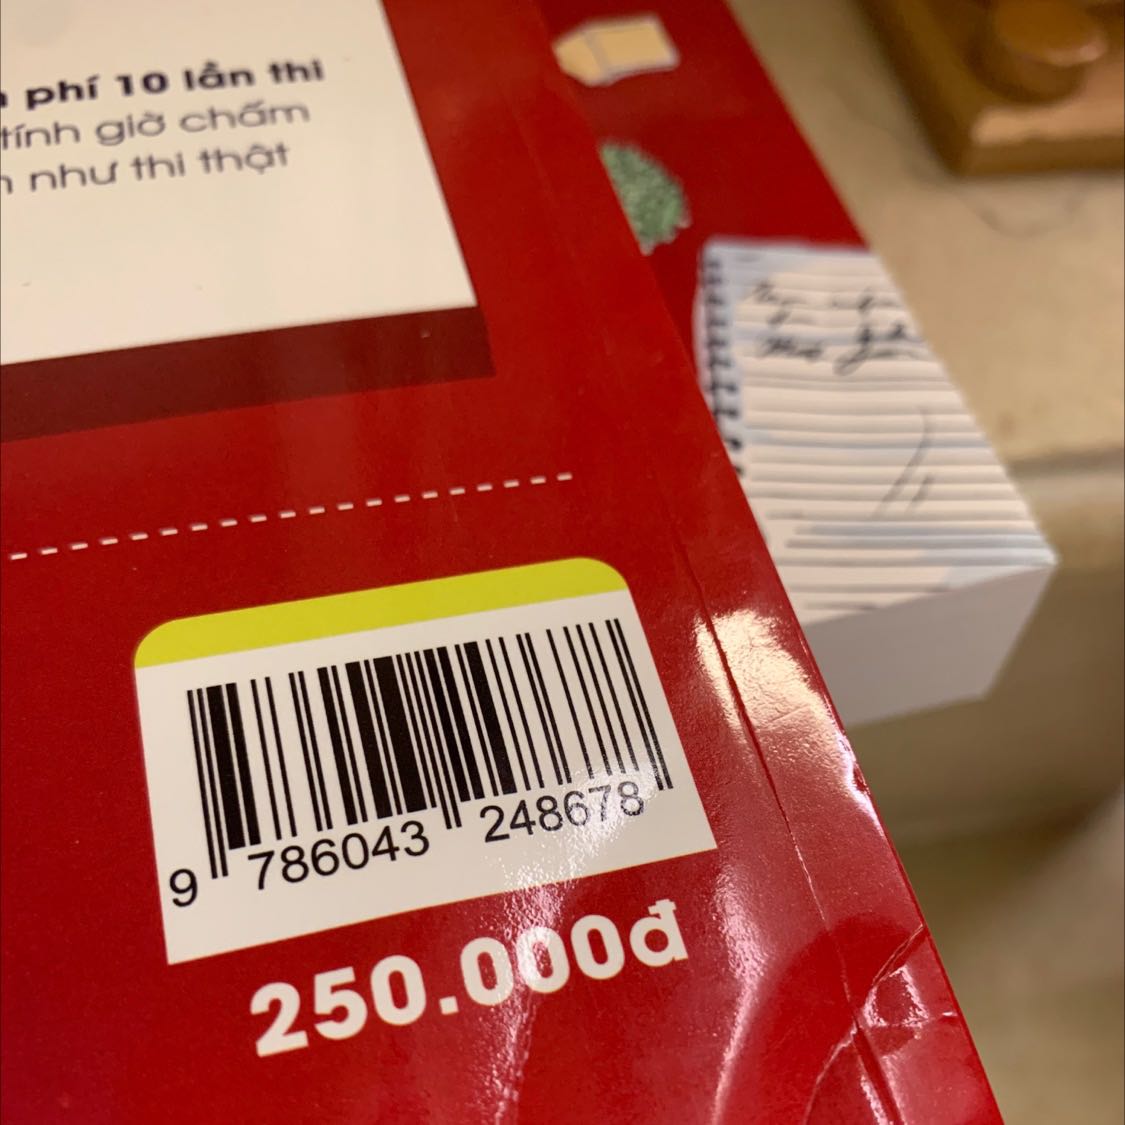 phí 10 lần thi
tính giờ chấm
như thi thật
9 786043 248678
250.000đ